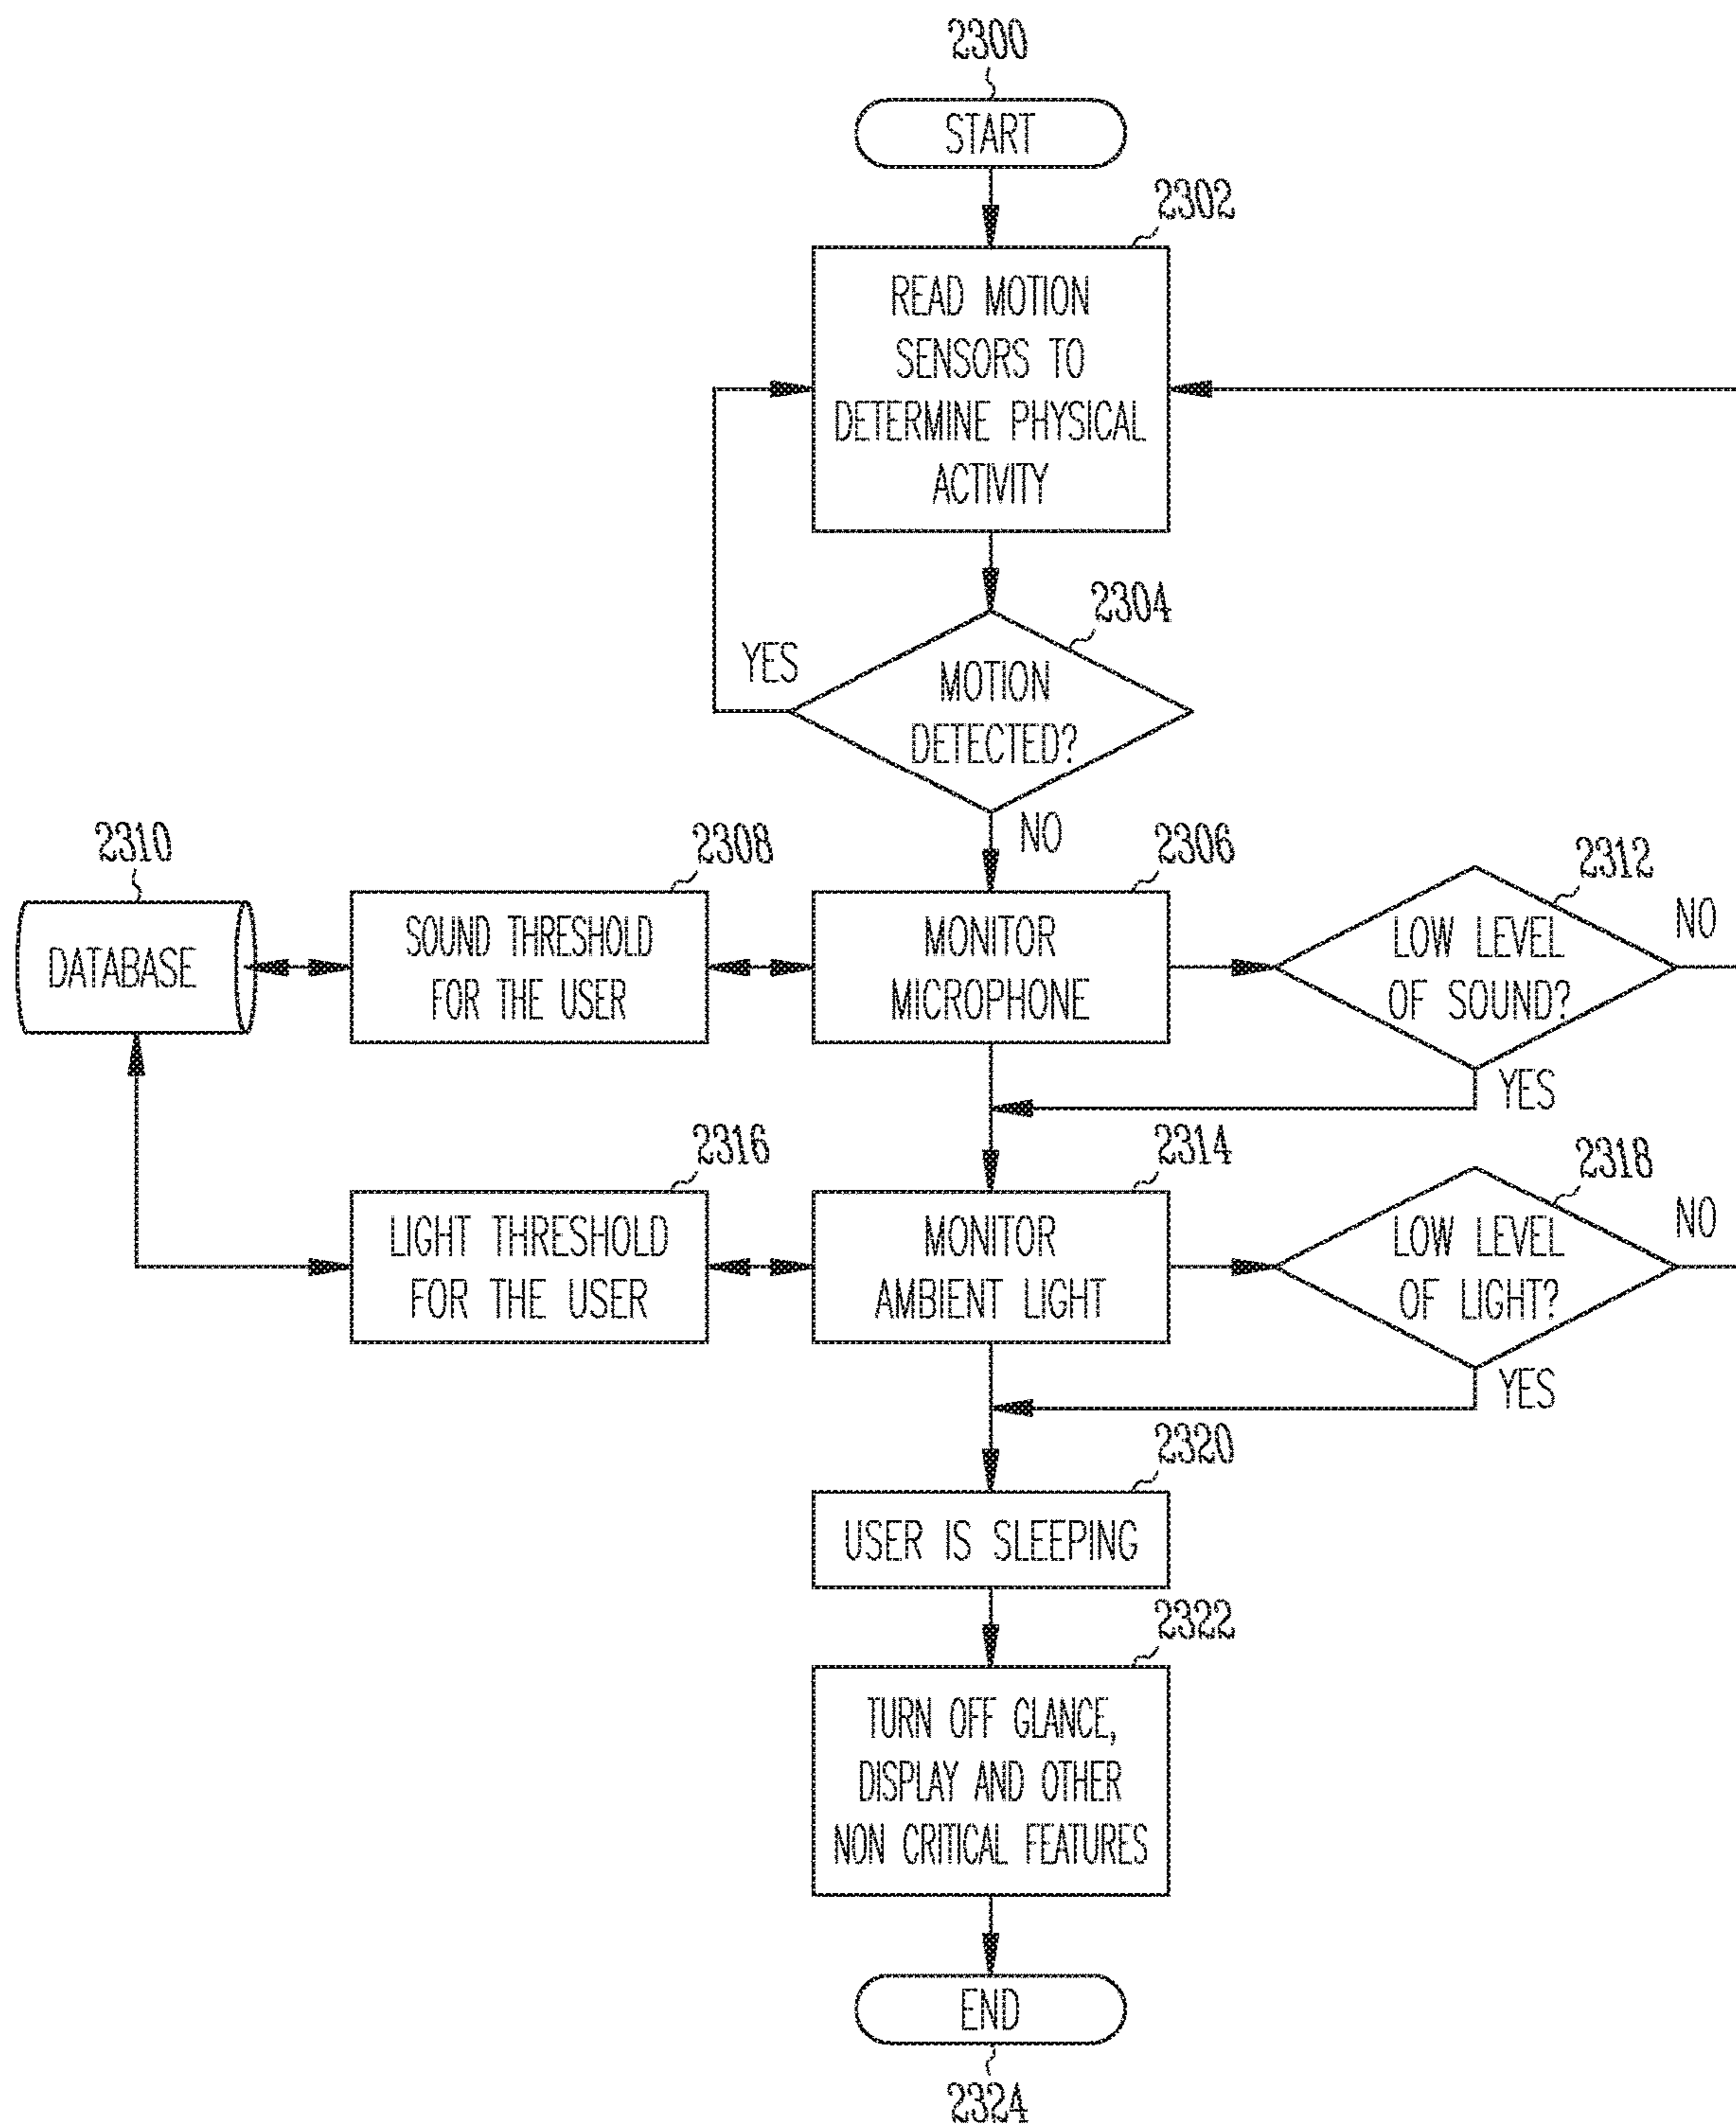 2300
START
2302
READ MOTION
SENSORS TO
DETERMINE PHYSICAL
ACTIVITY
2304
YES
MOTION
DETECTED?
NO
2310
2308
2306
2312
DATABASE
SOUND THRESHOLD
FOR THE USER
MONITOR
MICROPHONE
LOW LEVEL
OF SOUND?
NO
YES
2316
2314
2318
LIGHT THRESHOLD
FOR THE USER
MONITOR
AMBIENT LIGHT
LOW LEVEL
OF LIGHT?
NO
YES
2320
USER IS SLEEPING
2322
TURN OFF GLANCE,
DISPLAY AND OTHER
NON CRITICAL FEATURES
END
2324